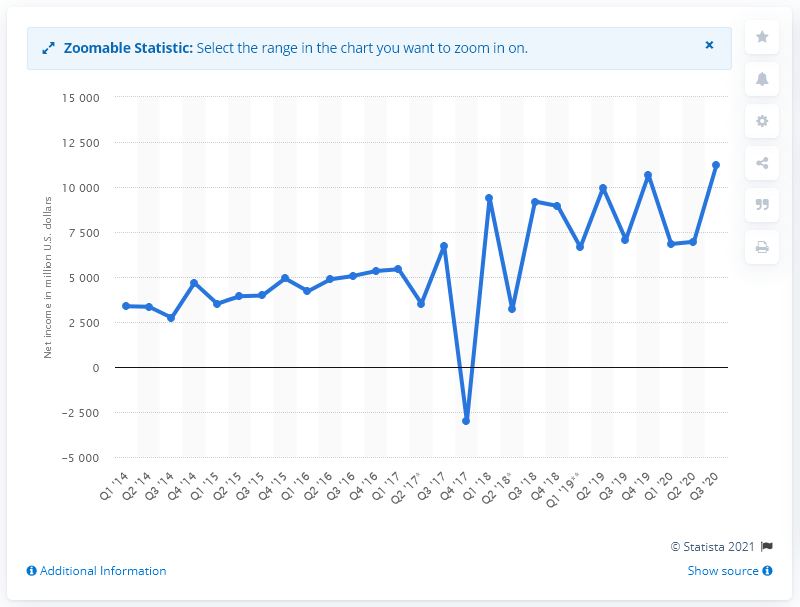 Zoomable Statistic: Select the range in the chart you want to zoom in on.
×
Net income in million U.S. dollars
15 000
12 500
10 000
7 500
5 000
2 500
0
−2 500
−5 000
Q1 '14
Q2 '14
Q3 '14
Q4 '14
Q1 '15
Q2 '15
Q3 '15
Q4 '15
Q1 '16
Q2 '16
Q3 '16
Q4 '16
Q1 '17
Q2 '17*
Q3 '17
Q4 '17
Q1 '18
Q2 '18*
Q3 '18
Q4 '18
Q1 '19**
Q2 '19
Q3 '19
Q4 '19
Q1 '20
Q2 '20
Q3 '20
© Statista 2021
Additional Information
Show source